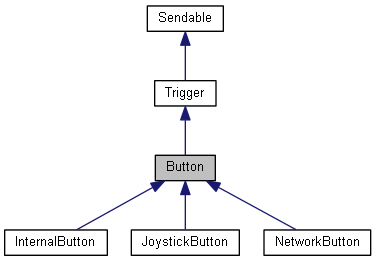 Sendable
Trigger
Button
InternalButton
JoystickButton
NetworkButton